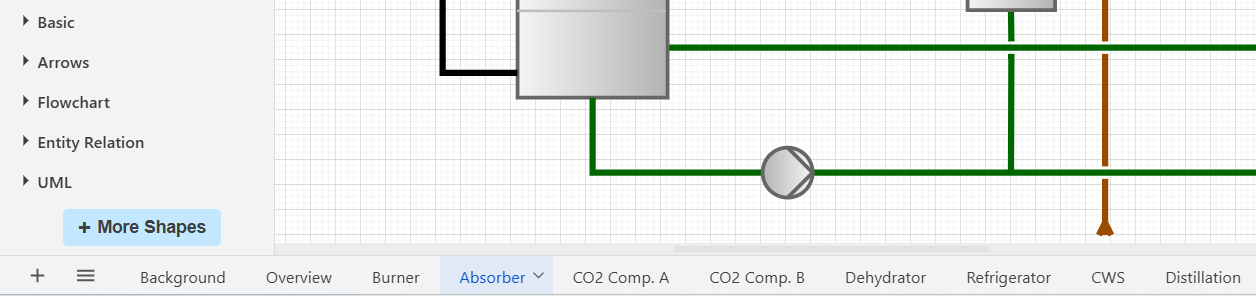 Basic
Arrows
Flowchart
Entity Relation
UML
+ More Shapes
Background Overview Burner Absorber CO2 Comp. A CO2 Comp. B Dehydrator Refrigerator CWS Distillation